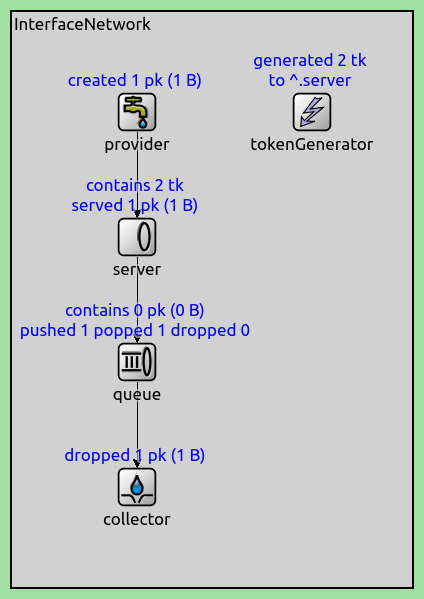 InterfaceNetwork
created 1 pk (1 B)
provider
generated 2 tk
to ^.server
tokenGenerator
contains 2 tk
served 1 pk (1 B)
server
contains 0 pk (0 B)
pushed 1 popped 1 dropped 0
queue
dropped 1 pk (1 B)
collector